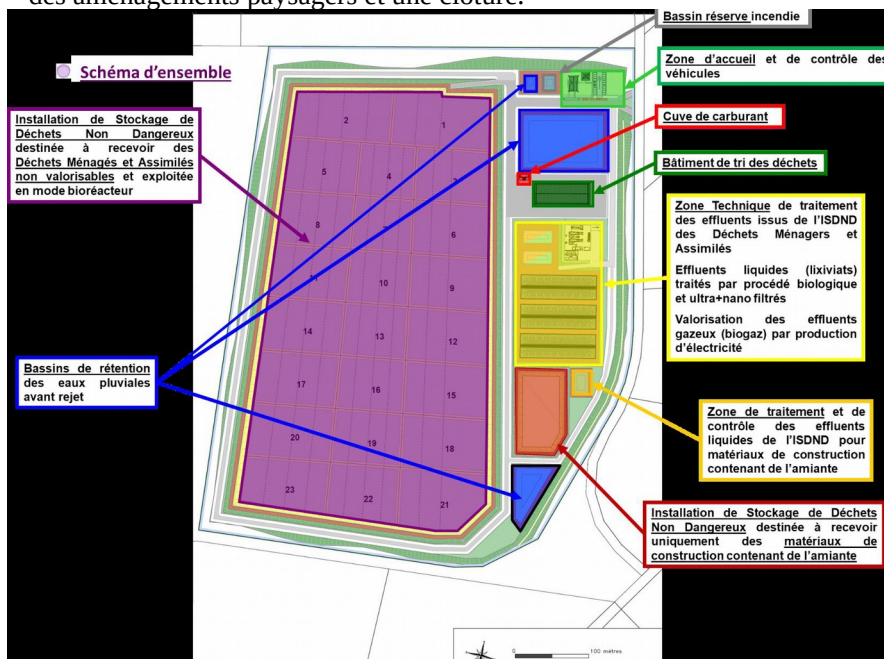 des aménagements paysagers et une clôture.
Schéma d'ensemble
Bassin réserve incendie
Zone d'accueil et de contrôle des
véhicules
Cuve de carburant
Bâtiment de tri des déchets
Installation de Stockage de
Déchets Non Dangereux
destinée à recevoir des
Déchets Ménagés et Assimilés
non valorisables et exploitée
en mode bioréacteur
Zone Technique de traitement
des effluents issus de l'ISDND
des Déchets Ménagers et
Assimilés
Effluents liquides (lixiviats)
traités par procédé biologique
et ultra+nano filtrés
Valorisation des effluents
gazeux (biogaz) par production
d'électricité
Bassins de rétention
des eaux pluviales
avant rejet
Zone de traitement et de
contrôle des effluents
liquides de l'ISDND pour
matériaux de construction
contenant de l'amiante
Installation de Stockage de Déchets
Non Dangereux destinée à recevoir
uniquement des matériaux de
construction contenant de l'amiante
2
1
5
4
3
8
7
6
11
10
9
14
13
12
17
16
15
20
19
18
23
22
21
0
100 mètres